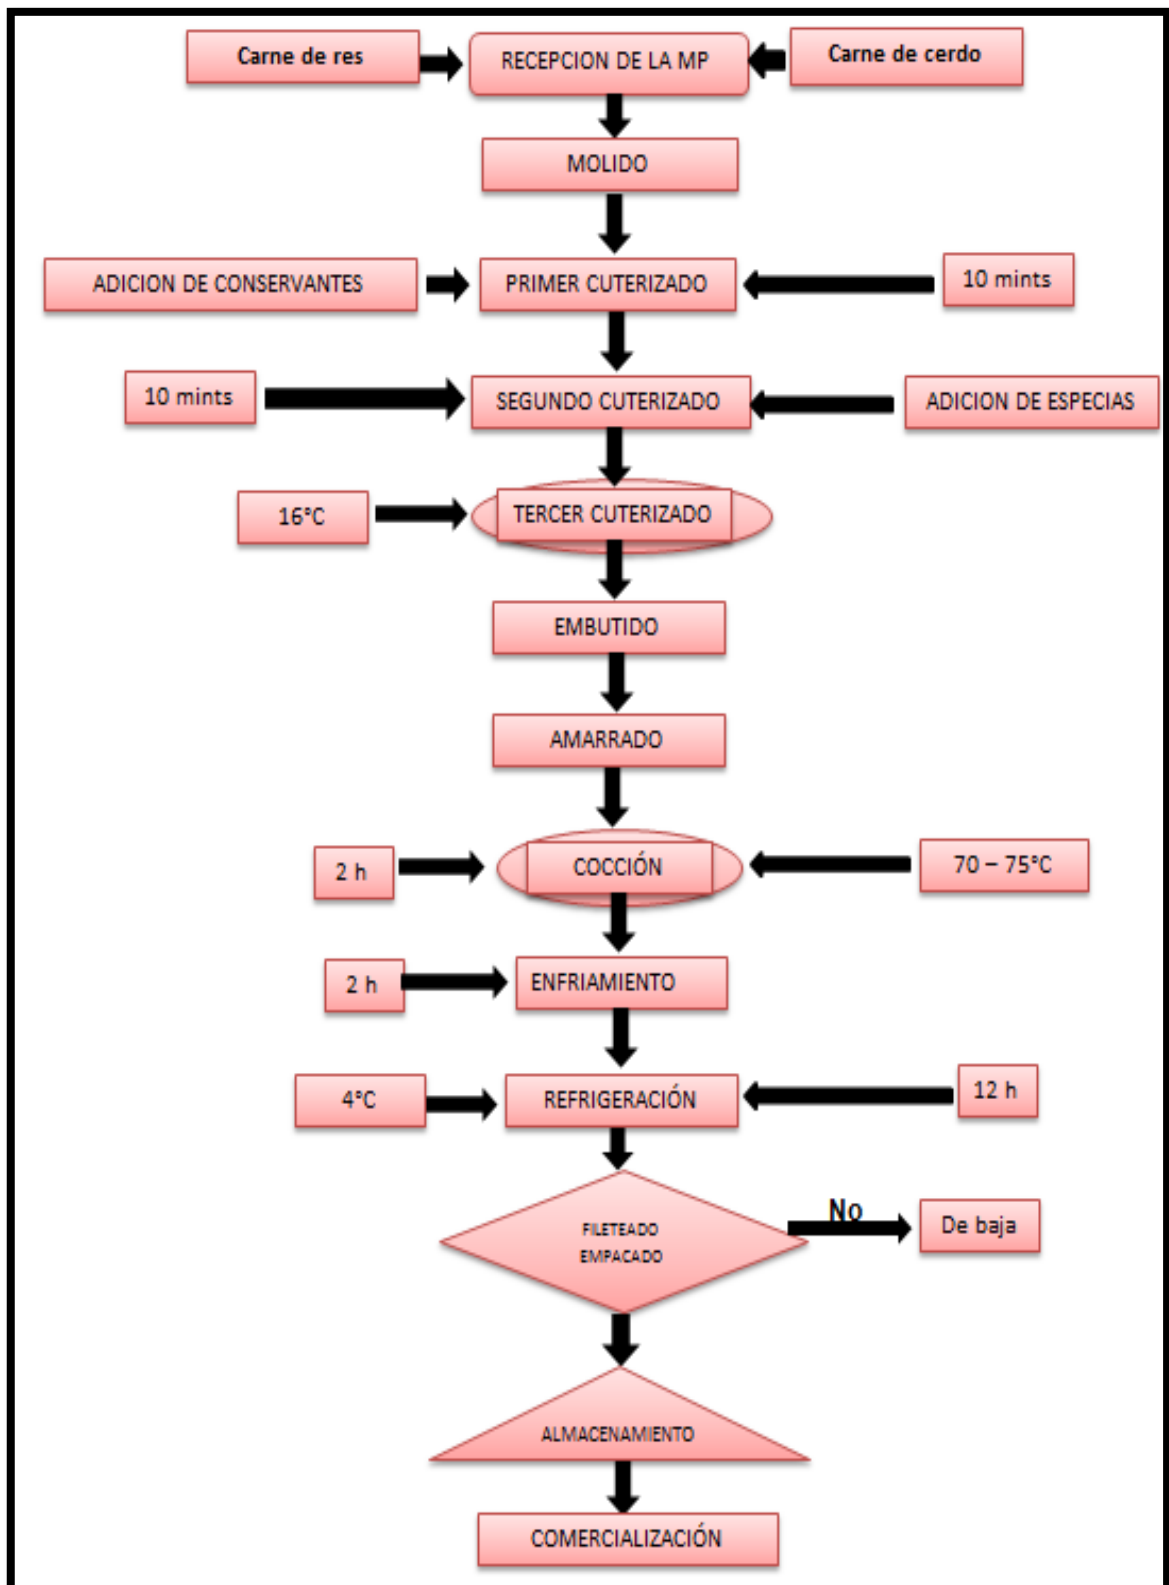 Carne de res
RECEPCION DE LA MP
Carne de cerdo
MOLIDO
ADICION DE CONSERVANTES
PRIMER CUTERIZADO
10 mints
10 mints
SEGUNDO CUTERIZADO
ADICION DE ESPECIAS
16°C
TERCER CUTERIZADO
EMBUTIDO
AMARRADO
2 h
COCCIÓN
70 – 75°C
2 h
ENFRIAMIENTO
4°C
REFRIGERACIÓN
12 h
FILETEADO
EMPACADO
No
De baja
ALMACENAMIENTO
COMERCIALIZACIÓN